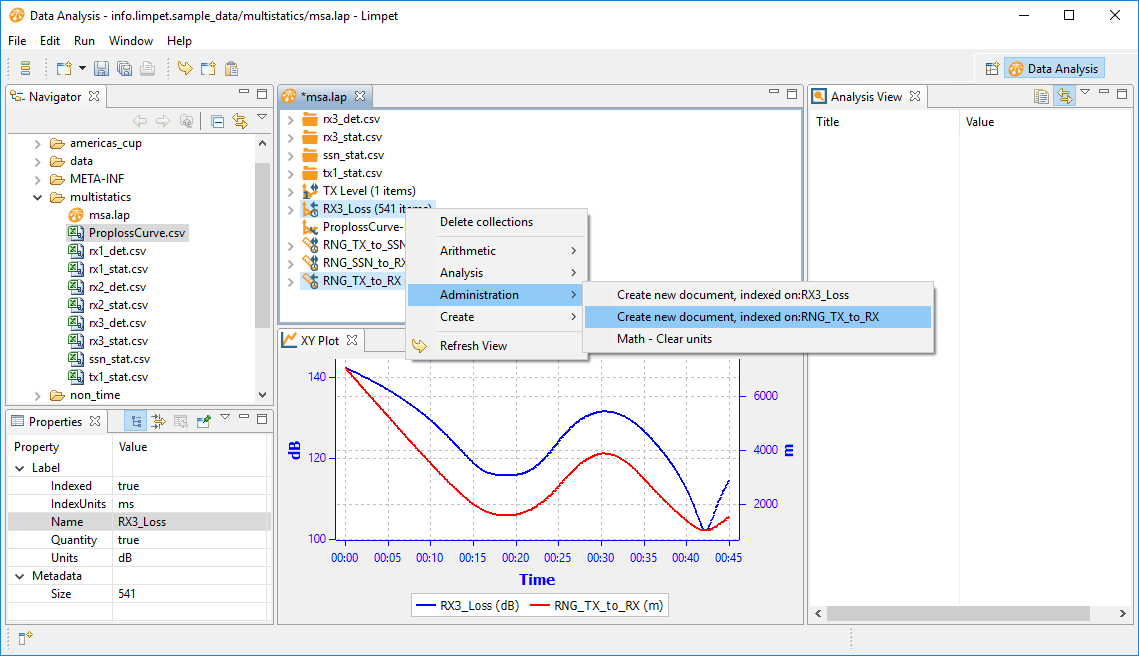 Data Analysis - info.limpet.sample_data/multistatics/msa.lap - Limpet
File Edit Run Window Help
Data Analysis
Navigator
americas_cup
data
META-INF
multistatics
msa.lap
ProplossCurve.csv
rx1_det.csv
rx1_stat.csv
rx2_det.csv
rx2_stat.csv
rx3_det.csv
rx3_stat.csv
ssn_stat.csv
tx1_stat.csv
non_time
*msa.lap
rx3_det.csv
rx3_stat.csv
ssn_stat.csv
tx1_stat.csv
TX Level (1 items)
RX3_Loss (541 items)
ProplossCurve-
RNG_TX_to_SSN
RNG_SSN_to_RX
RNG_TX_to_RX
Delete collections
Arithmetic
Analysis
Administration
Create
Refresh View
Create new document, indexed on:RX3_Loss
Create new document, indexed on:RNG_TX_to_RX
Math - Clear units
Analysis View
Title Value
Properties
Property Value
Label
Indexed true
IndexUnits ms
Name RX3_Loss
Quantity true
Units dB
Metadata
Size 541
XY Plot
140
120
100
dB
6000
4000
2000
m
00:00 00:05 00:10 00:15 00:20 00:25 00:30 00:35 00:40 00:45
Time
RX3_Loss (dB) RNG_TX_to_RX (m)